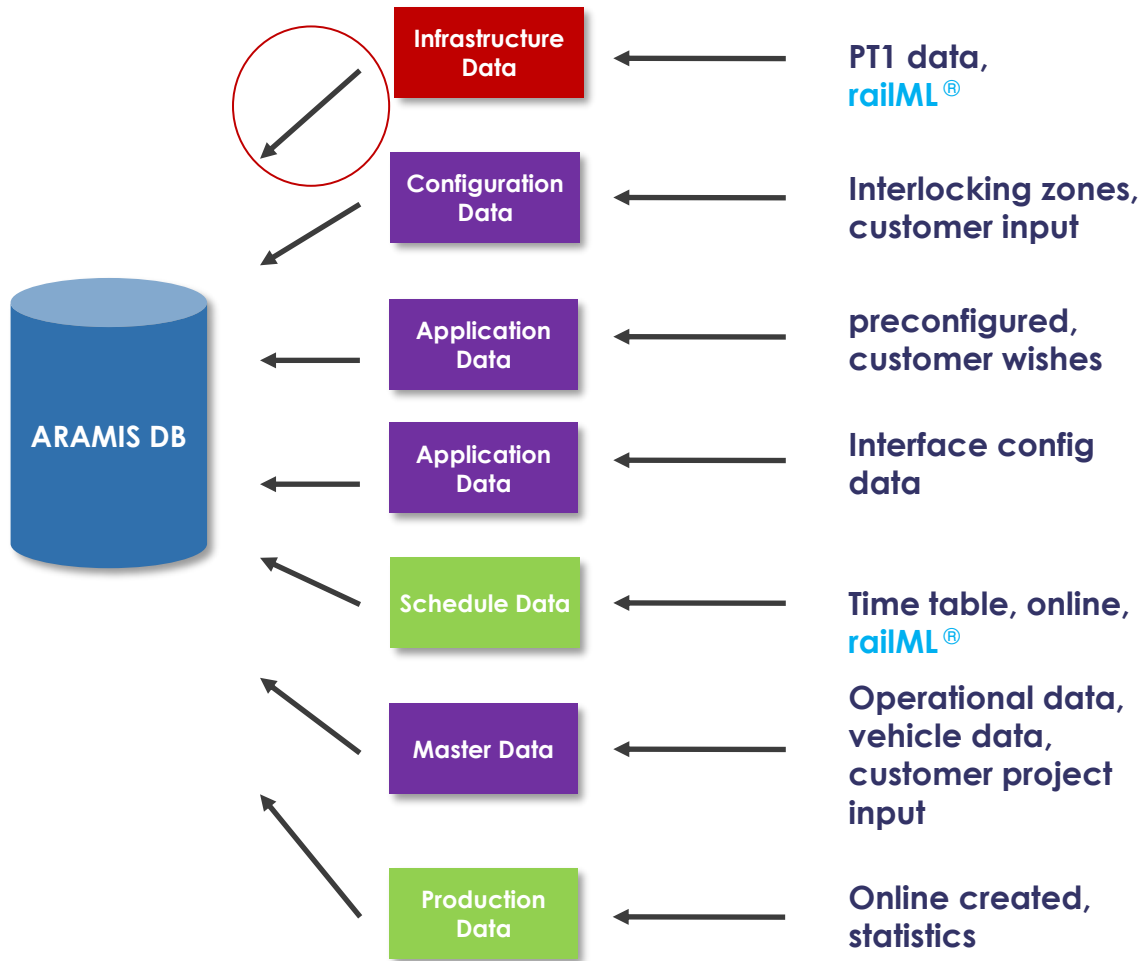 Infrastructure
Data
PT1 data,
railML®
Configuration
Data
Interlocking zones,
customer input
Application
Data
preconfigured,
customer wishes
ARAMIS DB
Application
Data
Interface config
data
Schedule Data
Time table, online,
railML®
Master Data
Operational data,
vehicle data,
customer project
input
Production
Data
Online created,
statistics